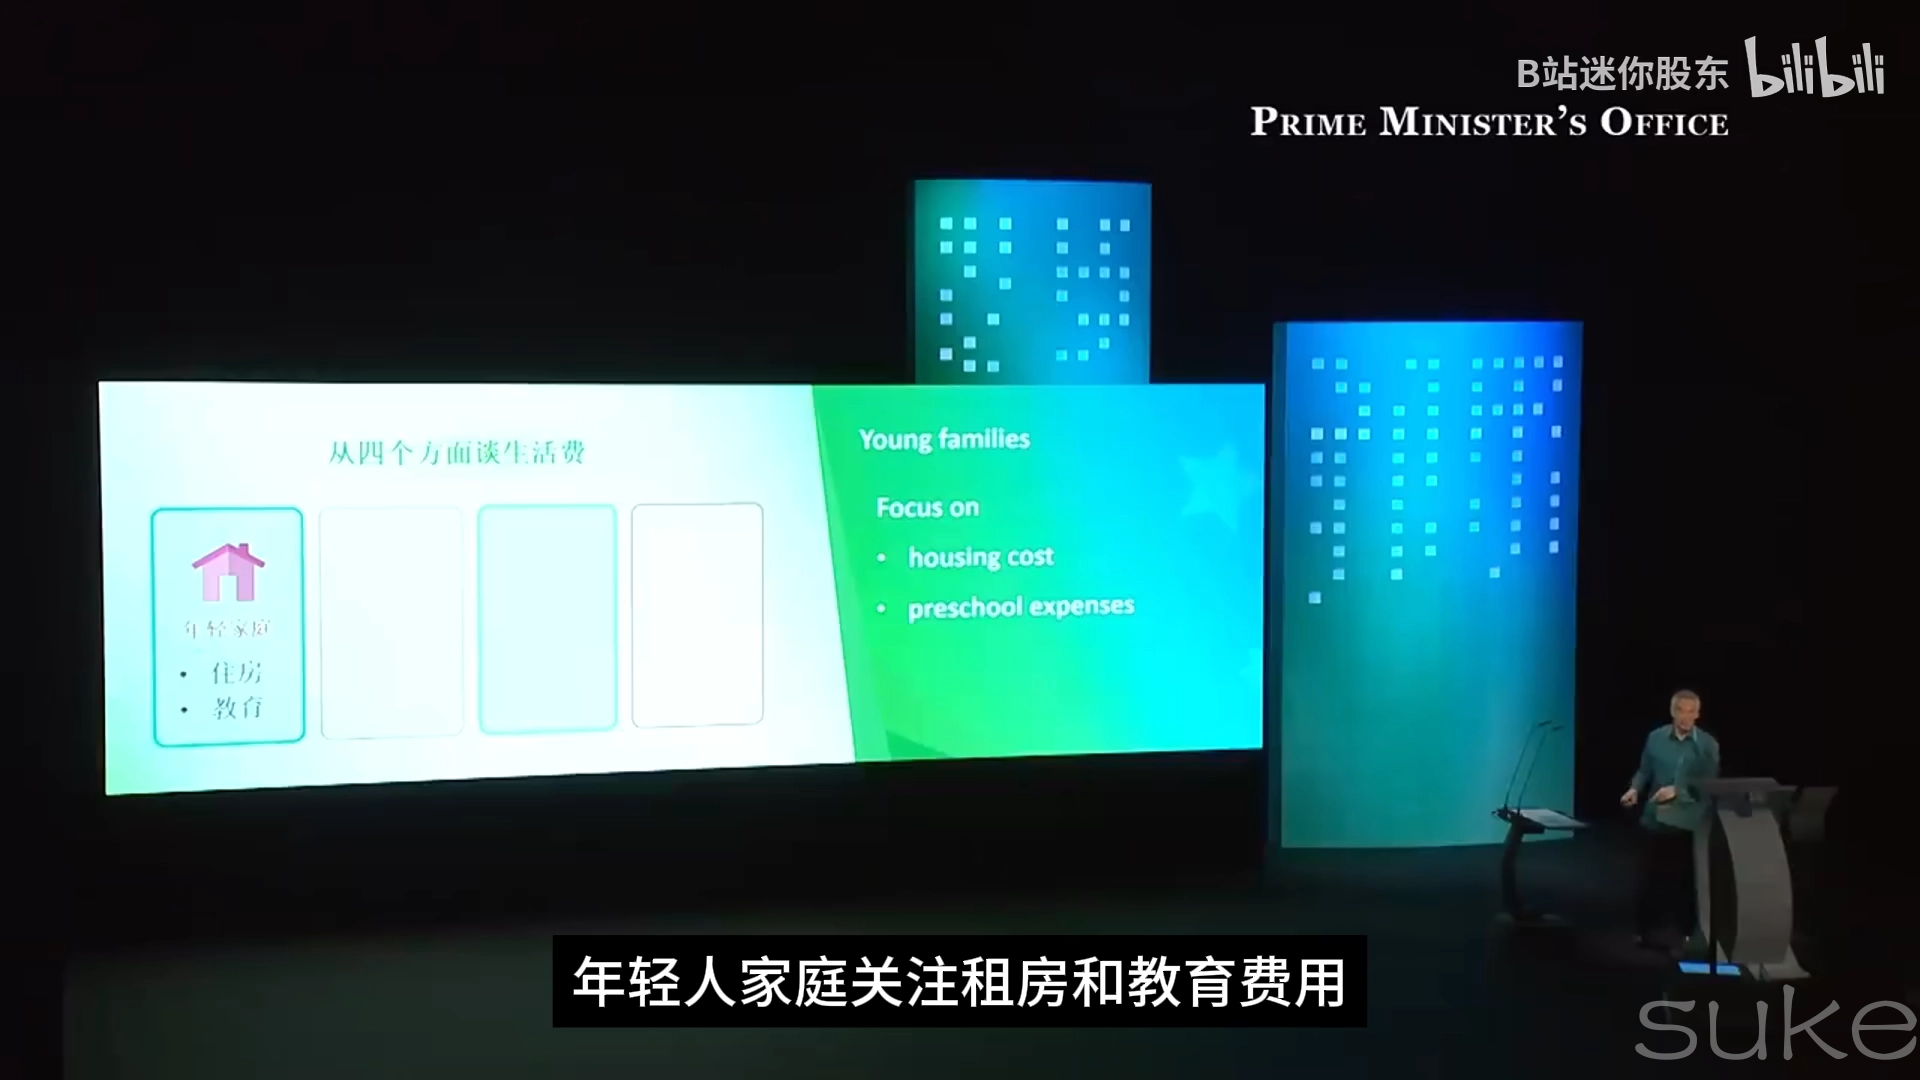 B站迷你股东 bilibili
PRIME MINISTER'S OFFICE
从四个方面谈生活费
年轻家庭
• 住房
• 教育
Young families
Focus on
• housing cost
• preschool expenses
年轻人家庭关注租房和教育费用
suke